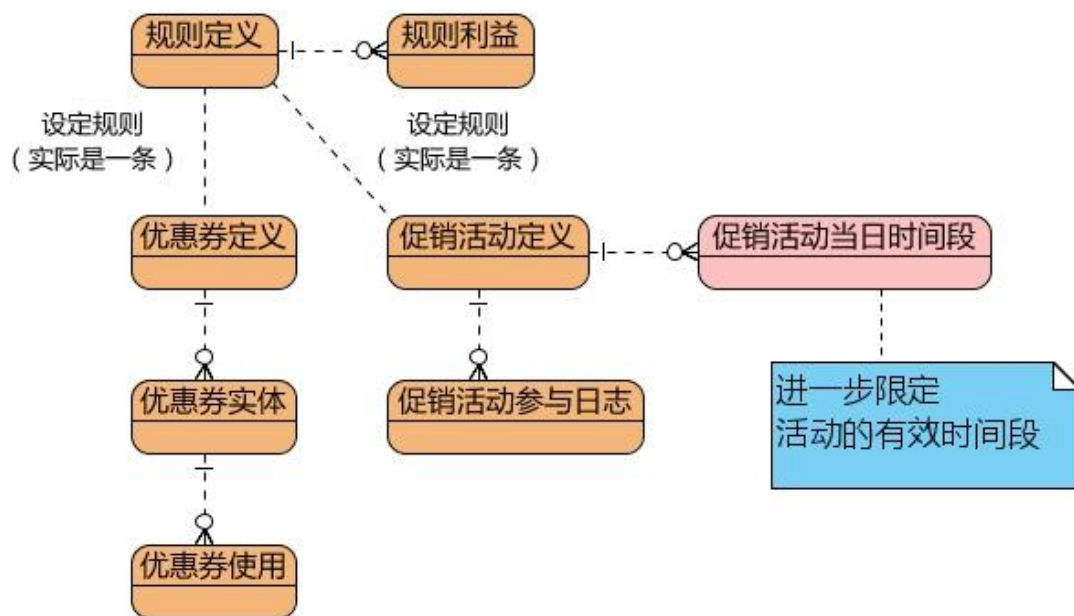 规则定义
规则利益
设定规则
（实际是一条）
设定规则
（实际是一条）
优惠券定义
促销活动定义
促销活动当日时间段
优惠券实体
促销活动参与日志
进一步限定
活动的有效时间段
优惠券使用